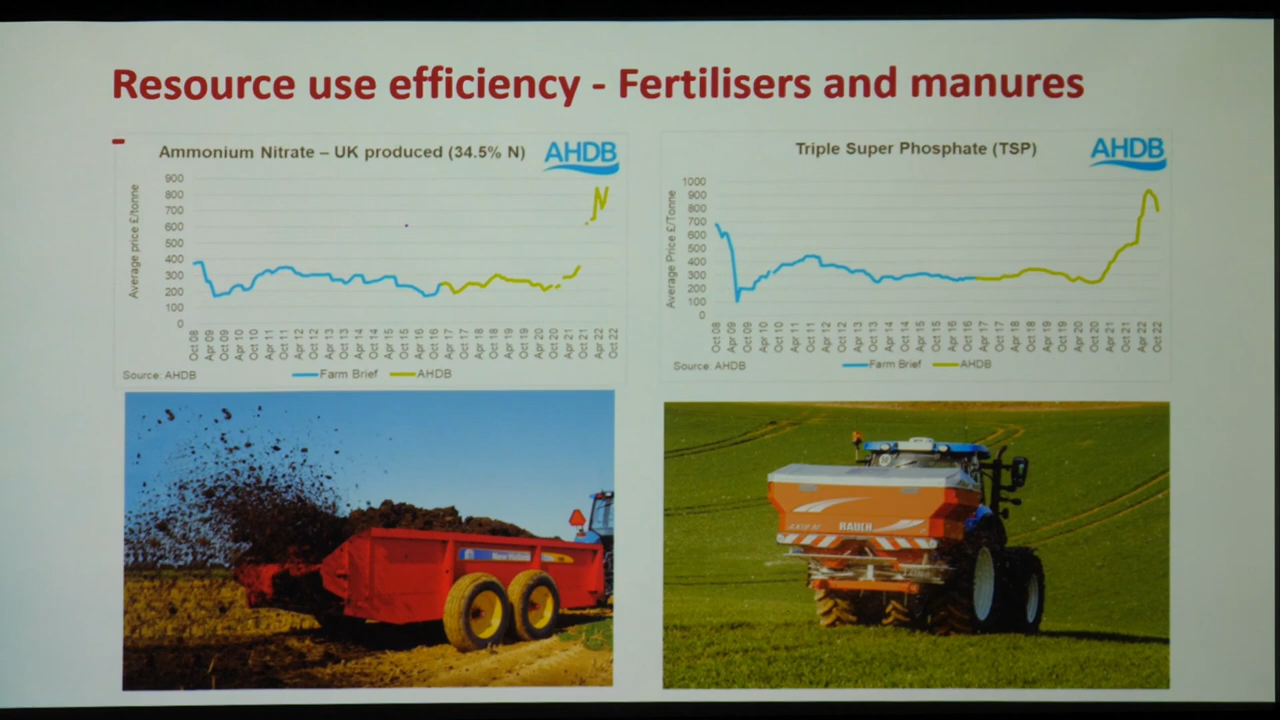 Resource use efficiency - Fertilisers and manures
Ammonium Nitrate – UK produced (34.5% N)
AHDB
Average price £/tonne
900
800
700
600
500
400
300
200
100
0
Oct 08
Apr 09
Oct 09
Apr 10
Oct 10
Apr 11
Oct 11
Apr 12
Oct 12
Apr 13
Oct 13
Apr 14
Oct 14
Apr 15
Oct 15
Apr 16
Oct 16
Apr 17
Oct 17
Apr 18
Oct 18
Apr 19
Oct 19
Apr 20
Oct 20
Apr 21
Oct 21
Apr 22
Oct 22
Source: AHDB
Farm Brief
AHDB
Triple Super Phosphate (TSP)
AHDB
Average Price £/Tonne
1000
900
800
700
600
500
400
300
200
100
0
Oct 08
Apr 09
Oct 09
Apr 10
Oct 10
Apr 11
Oct 11
Apr 12
Oct 12
Apr 13
Oct 13
Apr 14
Oct 14
Apr 15
Oct 15
Apr 16
Oct 16
Apr 17
Oct 17
Apr 18
Oct 18
Apr 19
Oct 19
Apr 20
Oct 20
Apr 21
Oct 21
Apr 22
Oct 22
Source: AHDB
Farm Brief
AHDB
New Holland
RAUCH